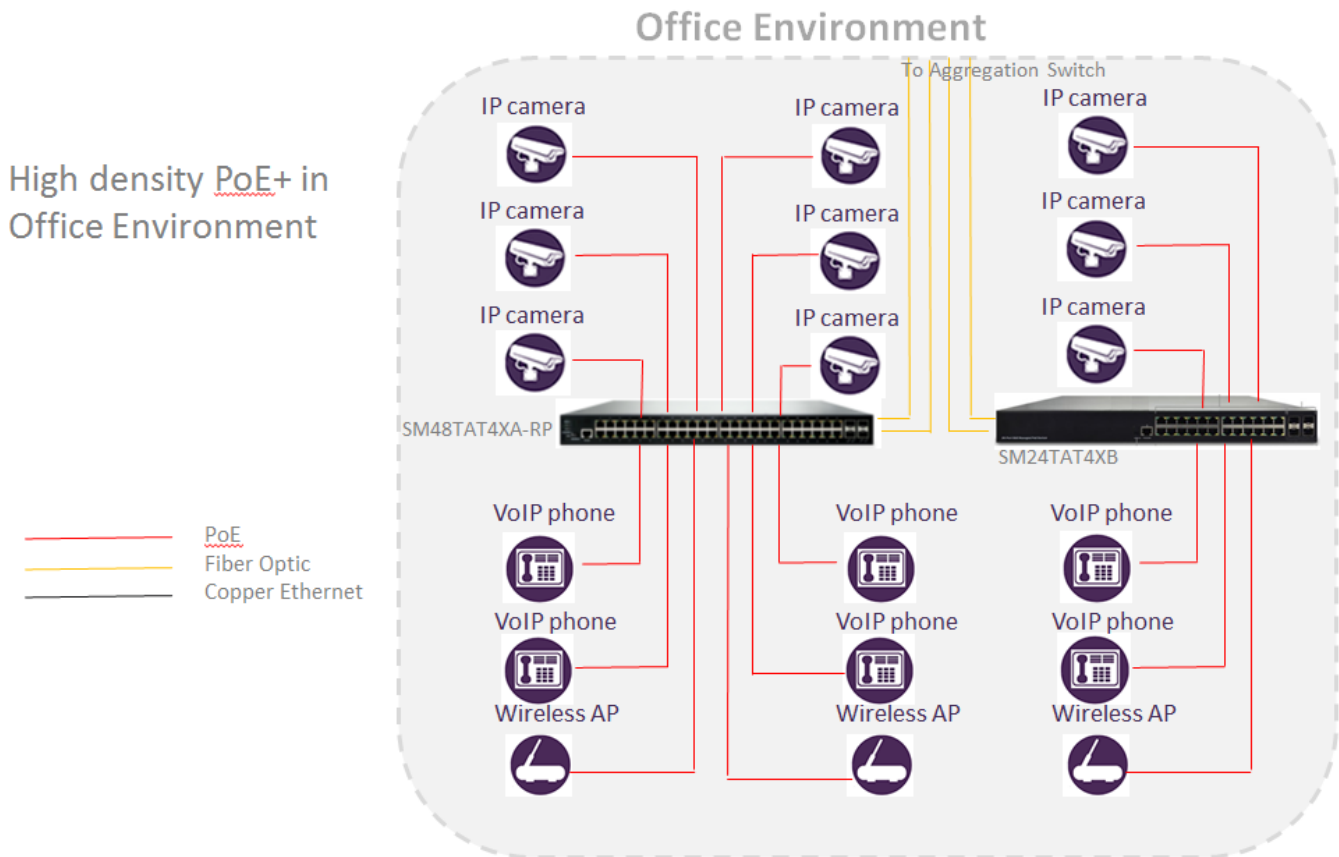 Office Environment
To Aggregation Switch
High density PoE+ in
Office Environment
IP camera
IP camera
IP camera
IP camera
IP camera
IP camera
IP camera
IP camera
IP camera
SM48TAT4XA-RP
SM24TAT4XB
PoE
Fiber Optic
Copper Ethernet
VoIP phone
VoIP phone
VoIP phone
VoIP phone
VoIP phone
VoIP phone
Wireless AP
Wireless AP
Wireless AP